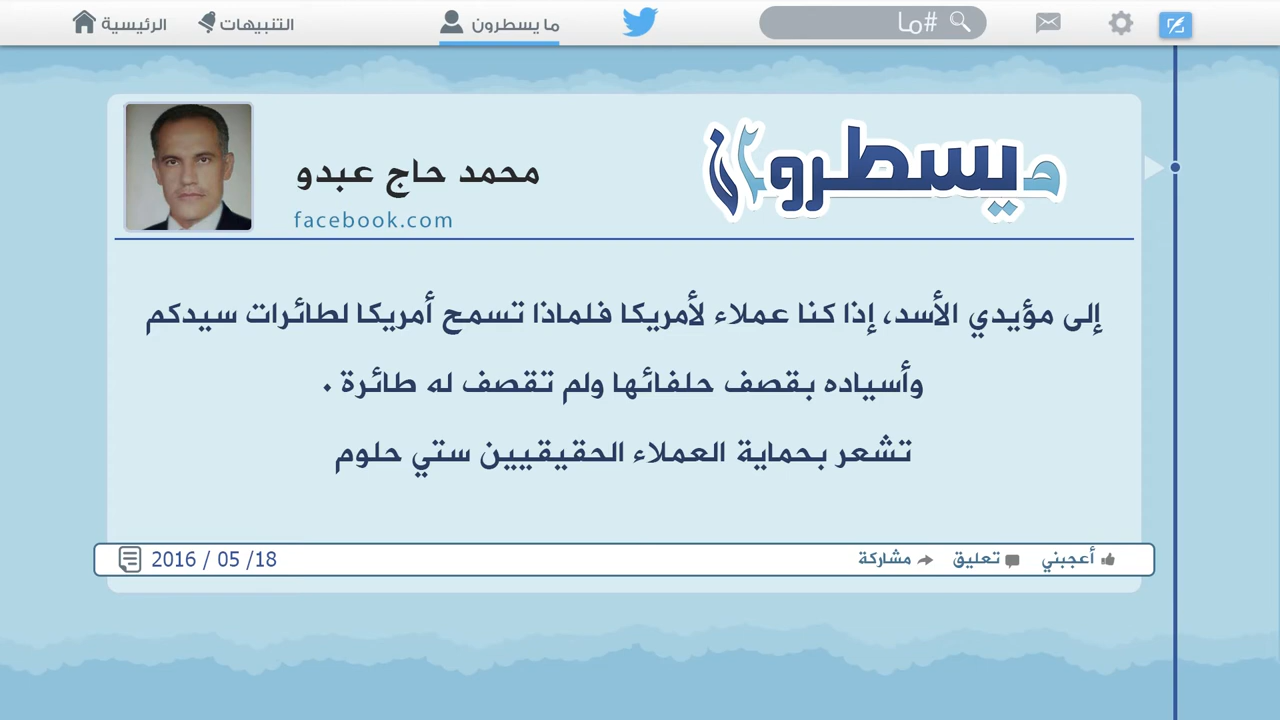 الرئيسية
التنبيهات
ما يسطرون
#ما
ما يسطرون
محمد حاج عبدو
facebook.com
إلى مؤيدي الأسد، إذا كنا عملاء لأمريكا فلماذا تسمح أمريكا لطائرات سيدكم
وأسياده بقصف حلفائها ولم تقصف له طائرة .
تشعر بحماية العملاء الحقيقيين ستي حلوم
أعجبني
تعليق
مشاركة
2016 / 05 /18